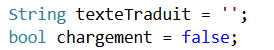 String texteTraduit = '';
bool chargement = false;